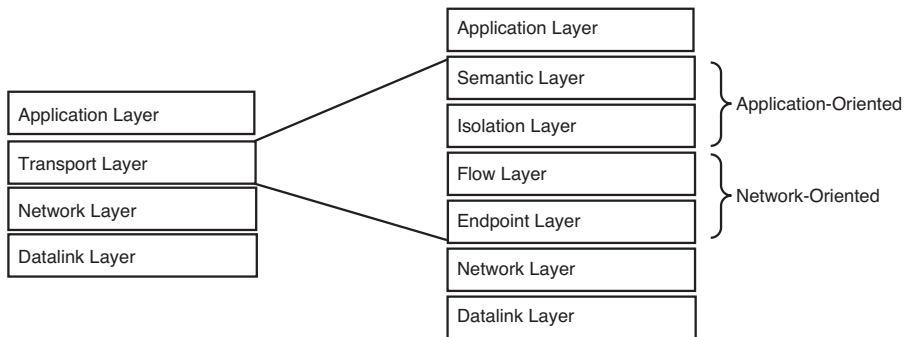 Application Layer
Transport Layer
Network Layer
Datalink Layer
Application Layer
Semantic Layer
Isolation Layer
Flow Layer
Endpoint Layer
Network Layer
Datalink Layer
Application-Oriented
Network-Oriented